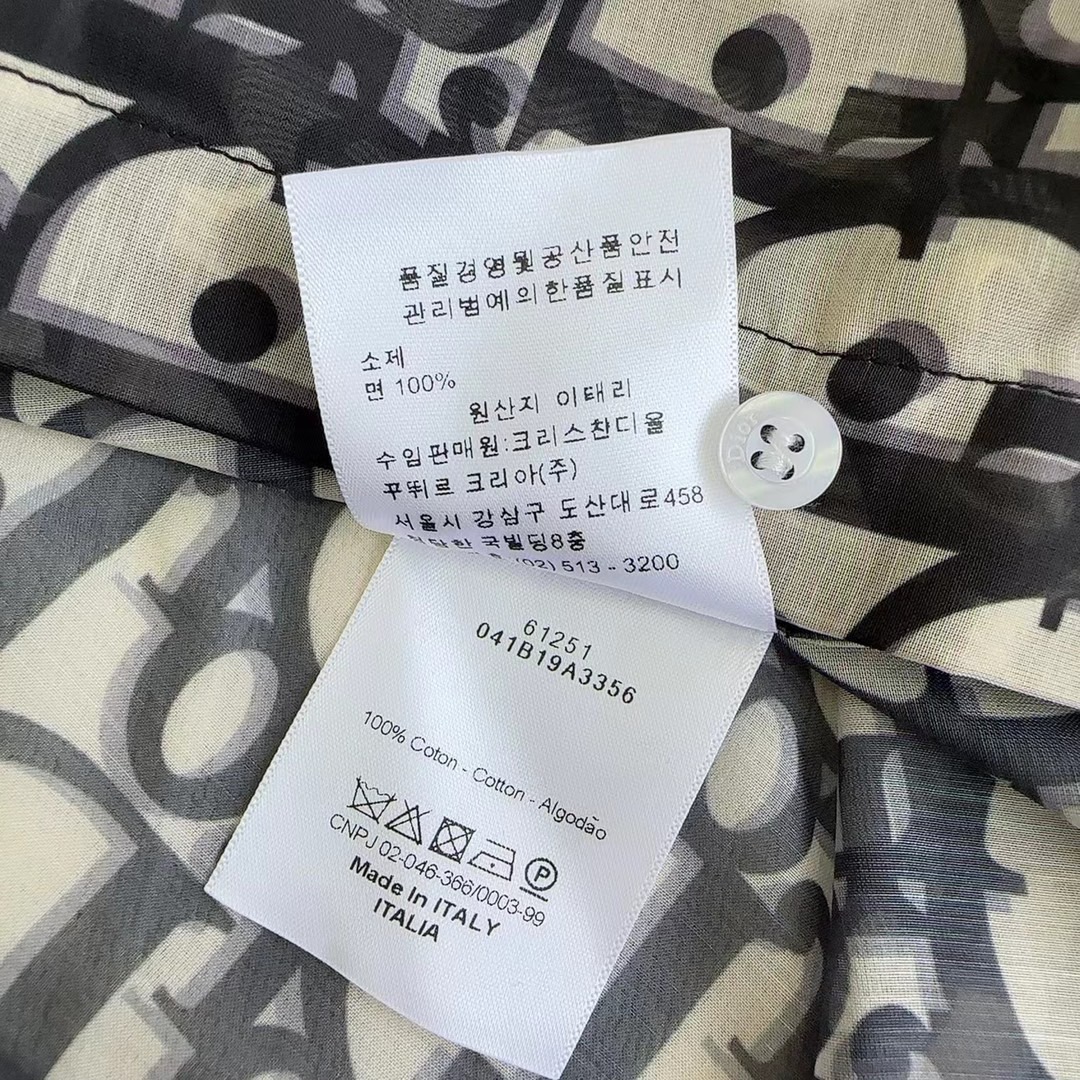 품질경영및공산품안전
관리법에의한품질표시
소제
면 100%
원산지 이태리
수입판매원:크리스챤디올
꾸뛰르 코리아(주)
서울시 강남구 도산대로458
빌딩8층
(02)513-3200
Dior
61251
041B19A3356
100% Coton - Cotton - Algodão
P
CNPJ 02-046-366/0003-99
Made In ITALY
ITALIA